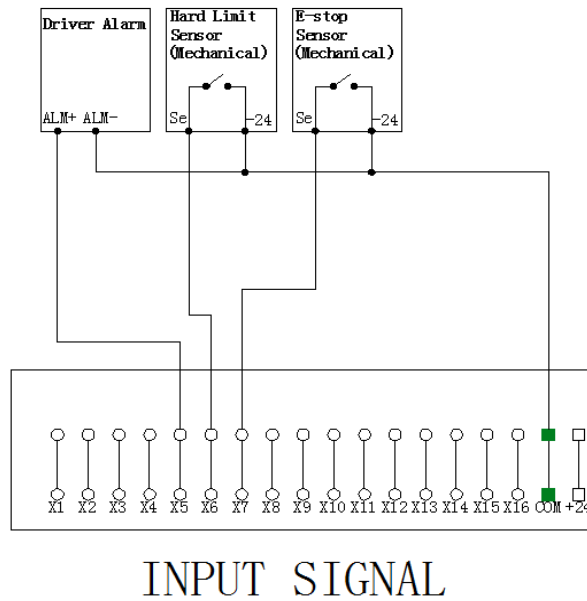 Driver Alarm
Hard Limit
Sensor
(Mechanical)
E-stop
Sensor
(Mechanical)
ALM+ ALM-
Se
-24
Se
-24
X1 X2 X3 X4 X5 X6 X7 X8 X9 X10 X11 X12 X13 X14 X15 X16 COM +24
INPUT SIGNAL